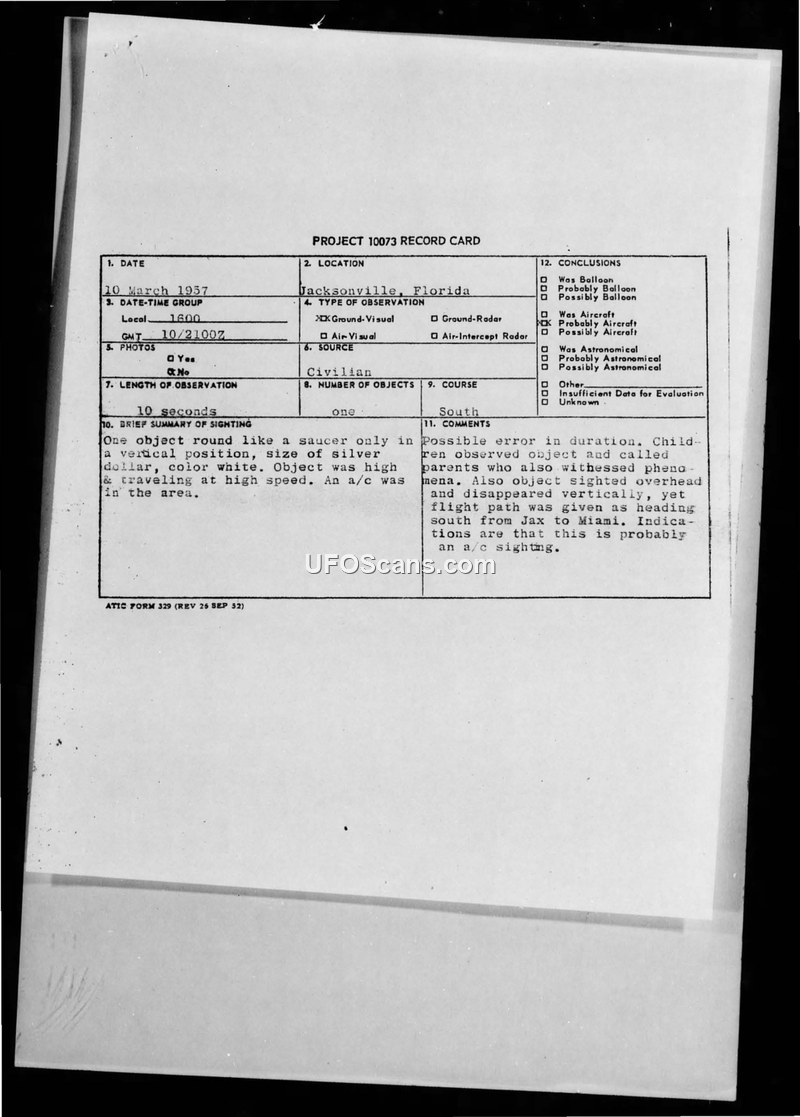 PROJECT 10073 RECORD CARD
1. DATE
10 March 1957
2. LOCATION
Jacksonville, Florida
3. DATE-TIME GROUP
Local 1600
GMT 10/2100Z
4. TYPE OF OBSERVATION
XX Ground-Visual □ Ground-Radar
□ Air-Visual □ Air-Intercept Radar
5. PHOTOS
□ Yes
X No
6. SOURCE
Civilian
7. LENGTH OF OBSERVATION
10 seconds
8. NUMBER OF OBJECTS
one
9. COURSE
South
10. BRIEF SUMMARY OF SIGHTING
One object round like a saucer only in
a vertical position, size of silver
dollar, color white. Object was high
& traveling at high speed. An a/c was
in the area.
11. COMMENTS
Possible error in duration. Child-
ren observed object and called
parents who also withessed pheno-
mena. Also object sighted overhead
and disappeared vertically, yet
flight path was given as heading
south from Jax to Miami. Indica-
tions are that this is probably
an a/c sighting.
12. CONCLUSIONS
□ Was Balloon
□ Probably Balloon
□ Possibly Balloon
□ Was Aircraft
XX Probably Aircraft
□ Possibly Aircraft
□ Was Astronomical
□ Probably Astronomical
□ Possibly Astronomical
□ Other
□ Insufficient Data for Evaluation
□ Unknown
ATIC FORM 329 (REV 26 SEP 52)
UFOScans.com